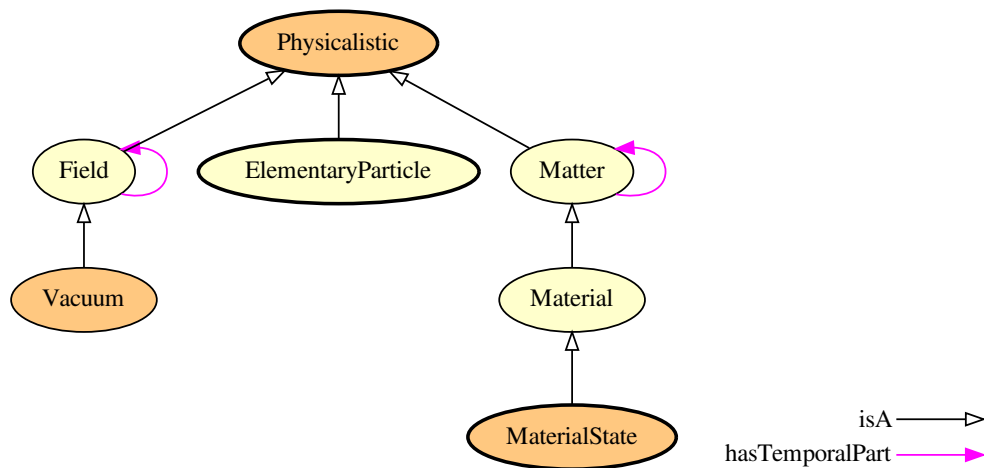 Physicalistic
Field
ElementaryParticle
Matter
Vacuum
Material
MaterialState
isA
hasTemporalPart